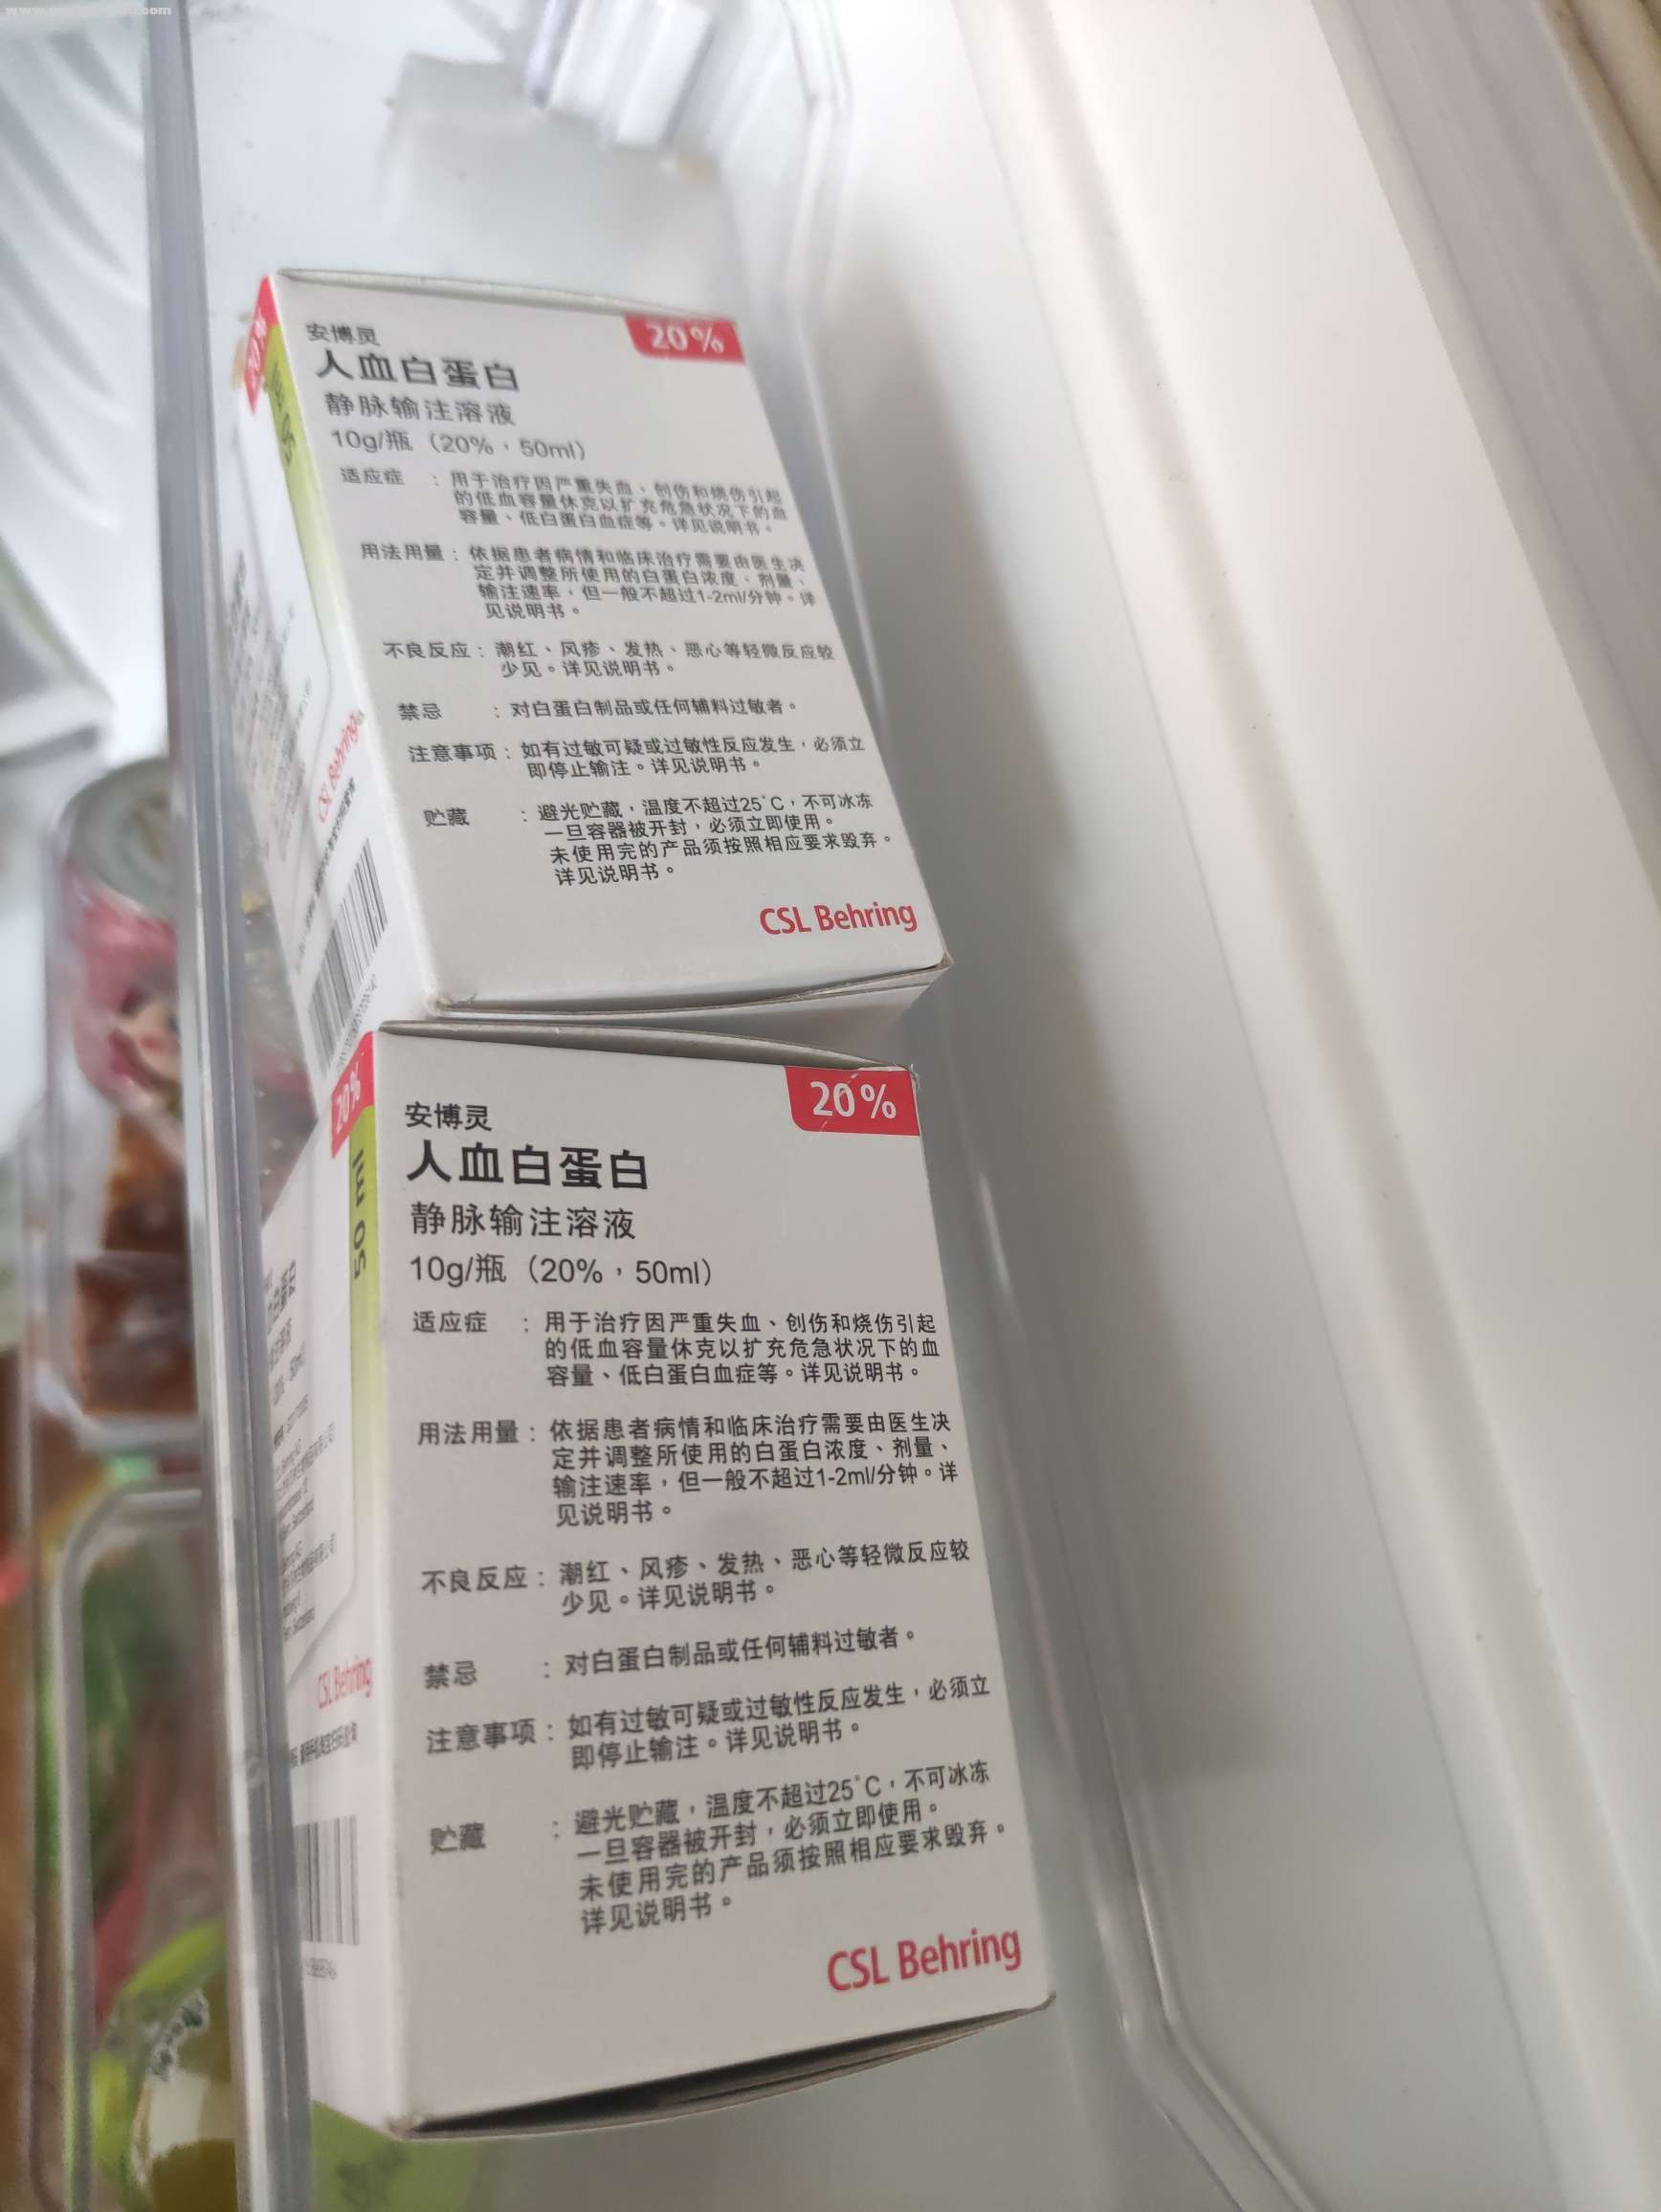 20%
安博灵
人血白蛋白
静脉输注溶液
10g/瓶（20%，50ml）
适应症 ：用于治疗因严重失血、创伤和烧伤引起
的低血容量休克以扩充危急状况下的血
容量、低白蛋白血症等。详见说明书。
用法用量：依据患者病情和临床治疗需要由医生决
定并调整所使用的白蛋白浓度、剂量、
输注速率，但一般不超过1-2ml/分钟。详
见说明书。
不良反应：潮红、风疹、发热、恶心等轻微反应较
少见。详见说明书。
禁忌 ：对白蛋白制品或任何辅料过敏者。
注意事项：如有过敏可疑或过敏性反应发生，必须立
即停止输注。详见说明书。
贮藏 ：避光贮藏，温度不超过25°C，不可冰冻
一旦容器被开封，必须立即使用。
未使用完的产品须按照相应要求毁弃。
详见说明书。
CSL Behring
CSL Behring
20%
50 ml
20%
安博灵
人血白蛋白
静脉输注溶液
10g/瓶（20%，50ml）
适应症 ：用于治疗因严重失血、创伤和烧伤引起
的低血容量休克以扩充危急状况下的血
容量、低白蛋白血症等。详见说明书。
用法用量：依据患者病情和临床治疗需要由医生决
定并调整所使用的白蛋白浓度、剂量、
输注速率，但一般不超过1-2ml/分钟。详
见说明书。
不良反应：潮红、风疹、发热、恶心等轻微反应较
少见。详见说明书。
禁忌 ：对白蛋白制品或任何辅料过敏者。
注意事项：如有过敏可疑或过敏性反应发生，必须立
即停止输注。详见说明书。
贮藏 ：避光贮藏，温度不超过25°C，不可冰冻
一旦容器被开封，必须立即使用。
未使用完的产品须按照相应要求毁弃。
详见说明书。
CSL Behring
CSL Behring